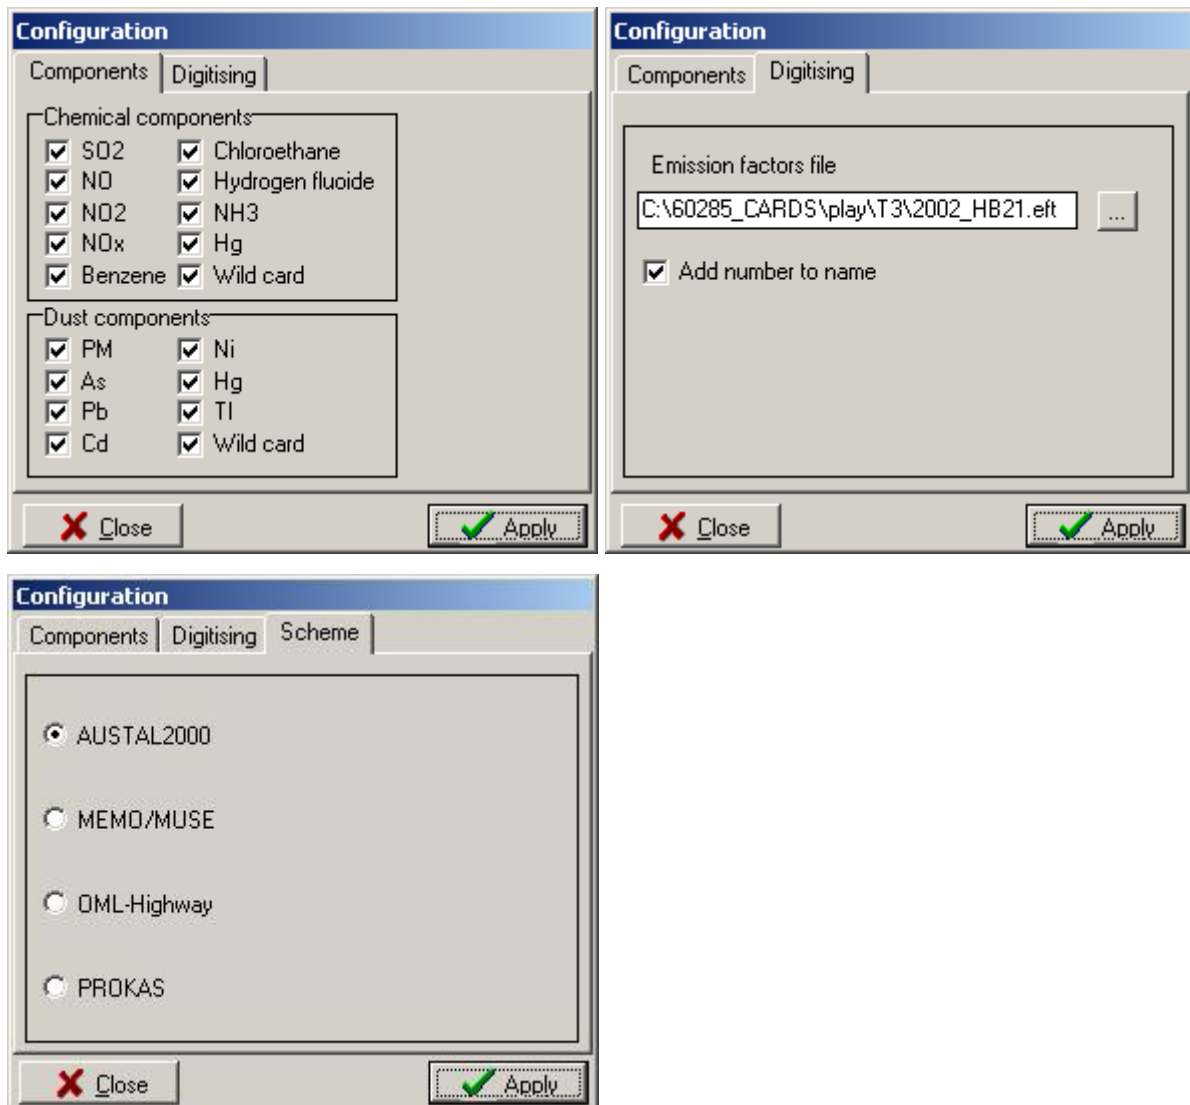 Configuration
Components Digitising
Chemical components
SO2 Chloroethane
NO Hydrogen fluoide
NO2 NH3
NOx Hg
Benzene Wild card
Dust components
PM Ni
As Hg
Pb Tl
Cd Wild card
Close Apply
Configuration
Components Digitising
Emission factors file
C:\60285_CARDS\play\T3\2002_HB21.eft ...
Add number to name
Close Apply
Configuration
Components Digitising Scheme
AUSTAL2000
MEMO/MUSE
OML-Highway
PROKAS
Close Apply